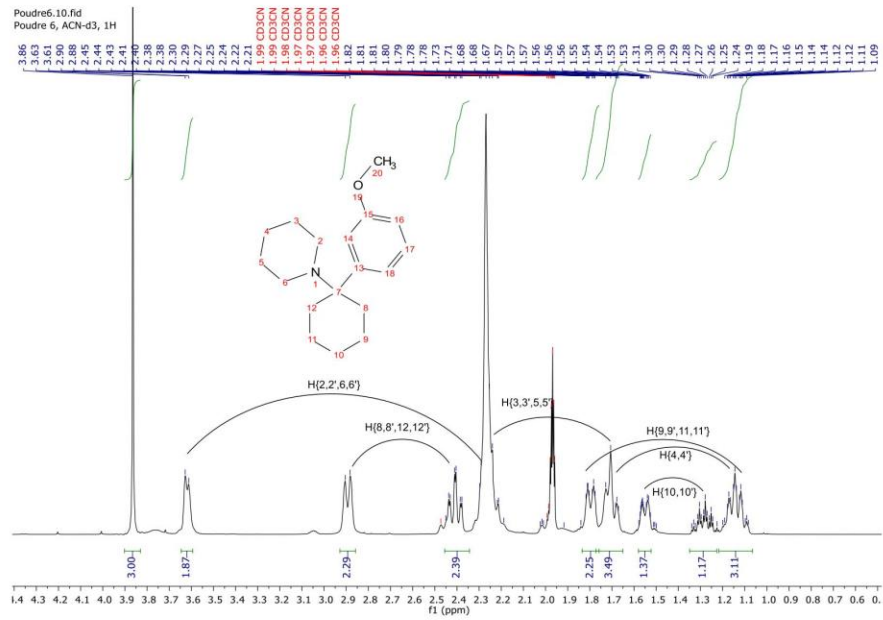 Poudre6.10.fid
Poudre 6, ACN-d3, 1H
3.86 3.63 3.61 2.90 2.88 2.45 2.44 2.43 2.41 2.40 2.38 2.38 2.30 2.29 2.27 2.25 2.24 2.22 2.21 1.99 CD3CN 1.99 CD3CN 1.98 CD3CN 1.97 CD3CN 1.97 CD3CN 1.96 CD3CN 1.96 CD3CN 1.82 1.81 1.81 1.80 1.79 1.78 1.78 1.73 1.71 1.68 1.68 1.67 1.57 1.57 1.56 1.56 1.56 1.55 1.55 1.54 1.54 1.53 1.53 1.31 1.30 1.30 1.29 1.28 1.27 1.26 1.25 1.24 1.19 1.18 1.17 1.16 1.15 1.14 1.14 1.12 1.12 1.11 1.09
CH3
20
O
19
15
16
3
4
2
14
17
5
13
6
N
18
1
7
12
8
11
9
10
H{2,2',6,6'}
H{3,3',5,5'}
H{8,8',12,12'}
H{9,9',11,11'}
H{4,4'}
H{10,10'}
3.00 1.87 2.29 2.39 2.25 3.49 1.37 1.17 3.11
4.3 4.2 4.1 4.0 3.9 3.8 3.7 3.6 3.5 3.4 3.3 3.2 3.1 3.0 2.9 2.8 2.7 2.6 2.5 2.4 2.3 2.2 2.1 2.0 1.9 1.8 1.7 1.6 1.5 1.4 1.3 1.2 1.1 1.0 0.9 0.8 0.7 0.6
f1 (ppm)